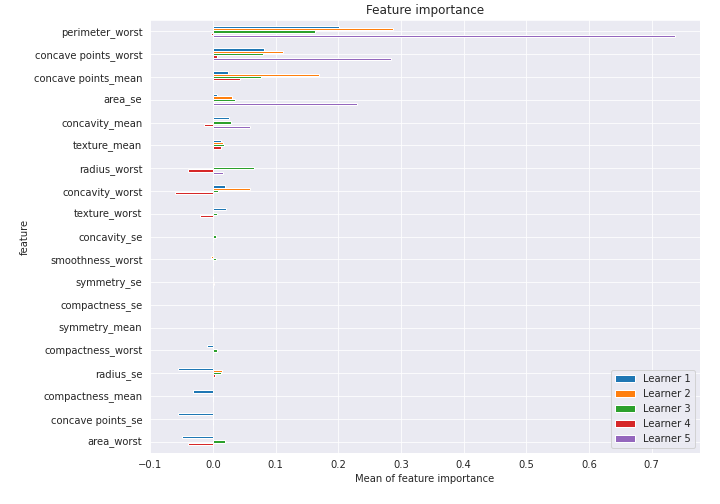 Feature importance
perimeter_worst
concave points_worst
concave points_mean
area_se
concavity_mean
texture_mean
radius_worst
concavity_worst
texture_worst
concavity_se
smoothness_worst
symmetry_se
compactness_se
symmetry_mean
compactness_worst
radius_se
compactness_mean
concave points_se
area_worst
feature
Learner 1
Learner 2
Learner 3
Learner 4
Learner 5
−0.1 0.0 0.1 0.2 0.3 0.4 0.5 0.6 0.7
Mean of feature importance